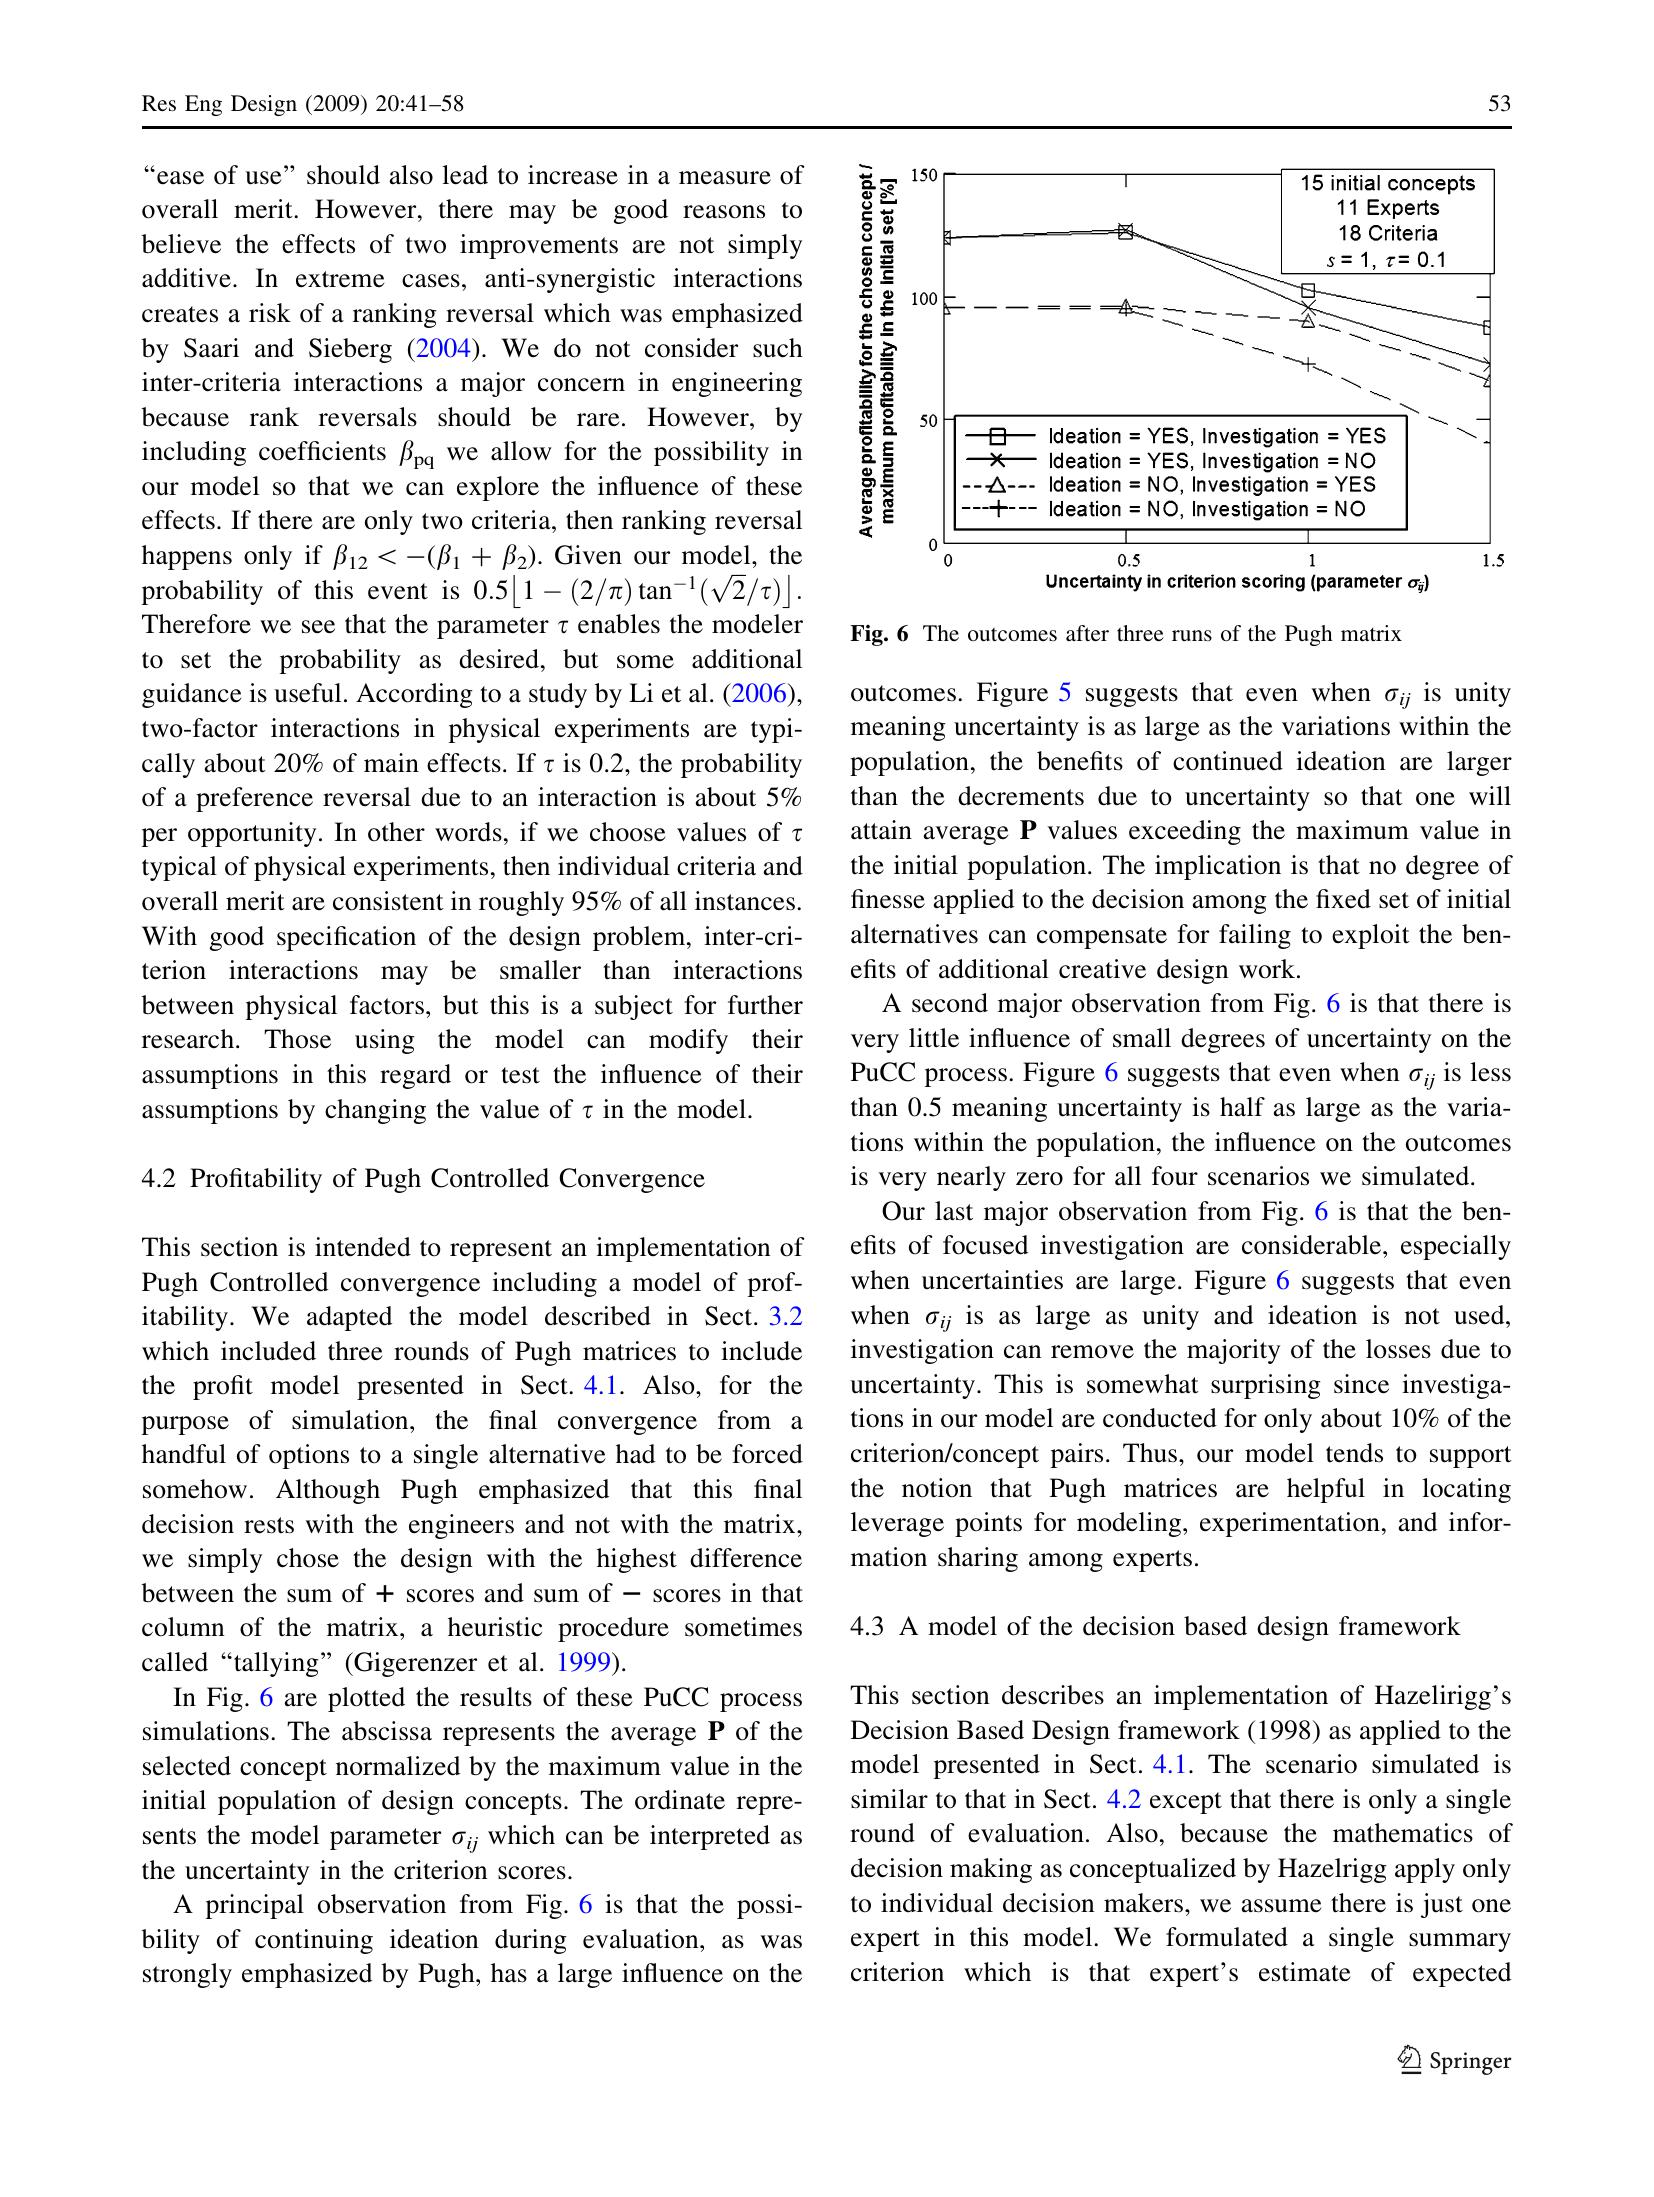 Res Eng Design (2009) 20:41–58
53
“ease of use” should also lead to increase in a measure of
overall merit. However, there may be good reasons to
believe the effects of two improvements are not simply
additive. In extreme cases, anti-synergistic interactions
creates a risk of a ranking reversal which was emphasized
by Saari and Sieberg (2004). We do not consider such
inter-criteria interactions a major concern in engineering
because rank reversals should be rare. However, by
including coefficients βpq we allow for the possibility in
our model so that we can explore the influence of these
effects. If there are only two criteria, then ranking reversal
happens only if β12 < −(β1 + β2). Given our model, the
probability of this event is 0.5⌊1 − (2/π) tan−1(√2/τ)⌋.
Therefore we see that the parameter τ enables the modeler
to set the probability as desired, but some additional
guidance is useful. According to a study by Li et al. (2006),
two-factor interactions in physical experiments are typi-
cally about 20% of main effects. If τ is 0.2, the probability
of a preference reversal due to an interaction is about 5%
per opportunity. In other words, if we choose values of τ
typical of physical experiments, then individual criteria and
overall merit are consistent in roughly 95% of all instances.
With good specification of the design problem, inter-cri-
terion interactions may be smaller than interactions
between physical factors, but this is a subject for further
research. Those using the model can modify their
assumptions in this regard or test the influence of their
assumptions by changing the value of τ in the model.
4.2 Profitability of Pugh Controlled Convergence
This section is intended to represent an implementation of
Pugh Controlled convergence including a model of prof-
itability. We adapted the model described in Sect. 3.2
which included three rounds of Pugh matrices to include
the profit model presented in Sect. 4.1. Also, for the
purpose of simulation, the final convergence from a
handful of options to a single alternative had to be forced
somehow. Although Pugh emphasized that this final
decision rests with the engineers and not with the matrix,
we simply chose the design with the highest difference
between the sum of + scores and sum of − scores in that
column of the matrix, a heuristic procedure sometimes
called “tallying” (Gigerenzer et al. 1999).
In Fig. 6 are plotted the results of these PuCC process
simulations. The abscissa represents the average P of the
selected concept normalized by the maximum value in the
initial population of design concepts. The ordinate repre-
sents the model parameter σij which can be interpreted as
the uncertainty in the criterion scores.
A principal observation from Fig. 6 is that the possi-
bility of continuing ideation during evaluation, as was
strongly emphasized by Pugh, has a large influence on the
Average profitability for the chosen concept /
maximum profitability in the initial set [%]
150
100
50
0
15 initial concepts
11 Experts
18 Criteria
s = 1, τ = 0.1
Ideation = YES, Investigation = YES
Ideation = YES, Investigation = NO
Ideation = NO, Investigation = YES
Ideation = NO, Investigation = NO
0 0.5 1 1.5
Uncertainty in criterion scoring (parameter σij)
Fig. 6 The outcomes after three runs of the Pugh matrix
outcomes. Figure 5 suggests that even when σij is unity
meaning uncertainty is as large as the variations within the
population, the benefits of continued ideation are larger
than the decrements due to uncertainty so that one will
attain average P values exceeding the maximum value in
the initial population. The implication is that no degree of
finesse applied to the decision among the fixed set of initial
alternatives can compensate for failing to exploit the ben-
efits of additional creative design work.
A second major observation from Fig. 6 is that there is
very little influence of small degrees of uncertainty on the
PuCC process. Figure 6 suggests that even when σij is less
than 0.5 meaning uncertainty is half as large as the varia-
tions within the population, the influence on the outcomes
is very nearly zero for all four scenarios we simulated.
Our last major observation from Fig. 6 is that the ben-
efits of focused investigation are considerable, especially
when uncertainties are large. Figure 6 suggests that even
when σij is as large as unity and ideation is not used,
investigation can remove the majority of the losses due to
uncertainty. This is somewhat surprising since investiga-
tions in our model are conducted for only about 10% of the
criterion/concept pairs. Thus, our model tends to support
the notion that Pugh matrices are helpful in locating
leverage points for modeling, experimentation, and infor-
mation sharing among experts.
4.3 A model of the decision based design framework
This section describes an implementation of Hazelirigg’s
Decision Based Design framework (1998) as applied to the
model presented in Sect. 4.1. The scenario simulated is
similar to that in Sect. 4.2 except that there is only a single
round of evaluation. Also, because the mathematics of
decision making as conceptualized by Hazelrigg apply only
to individual decision makers, we assume there is just one
expert in this model. We formulated a single summary
criterion which is that expert’s estimate of expected
Springer